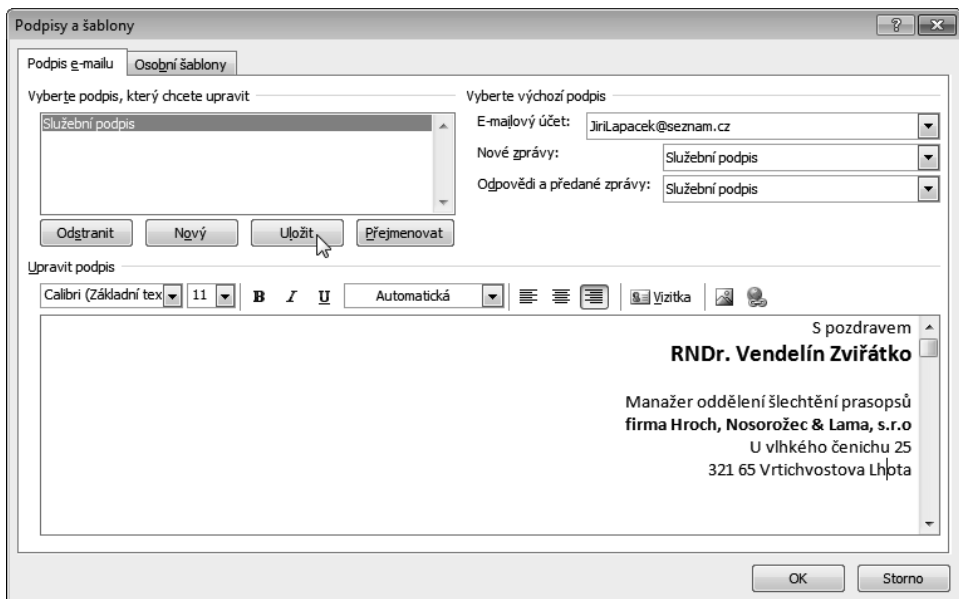 Podpisy a šablony
Podpis e-mailu Osobní šablony
Vyberte podpis, který chcete upravit Vyberte výchozí podpis
Služební podpis
E-mailový účet: JiriLapacek@seznam.cz
Nové zprávy: Služební podpis
Odpovědi a předané zprávy: Služební podpis
Odstranit Nový Uložit Přejmenovat
Upravit podpis
Calibri (Základní tex 11 B I U Automatická Vizitka
S pozdravem
RNDr. Vendelín Zviřátko
Manažer oddělení šlechtění prasopsů
firma Hroch, Nosorožec & Lama, s.r.o
U vlhkého čenichu 25
321 65 Vrtichvostova Lhota
OK Storno